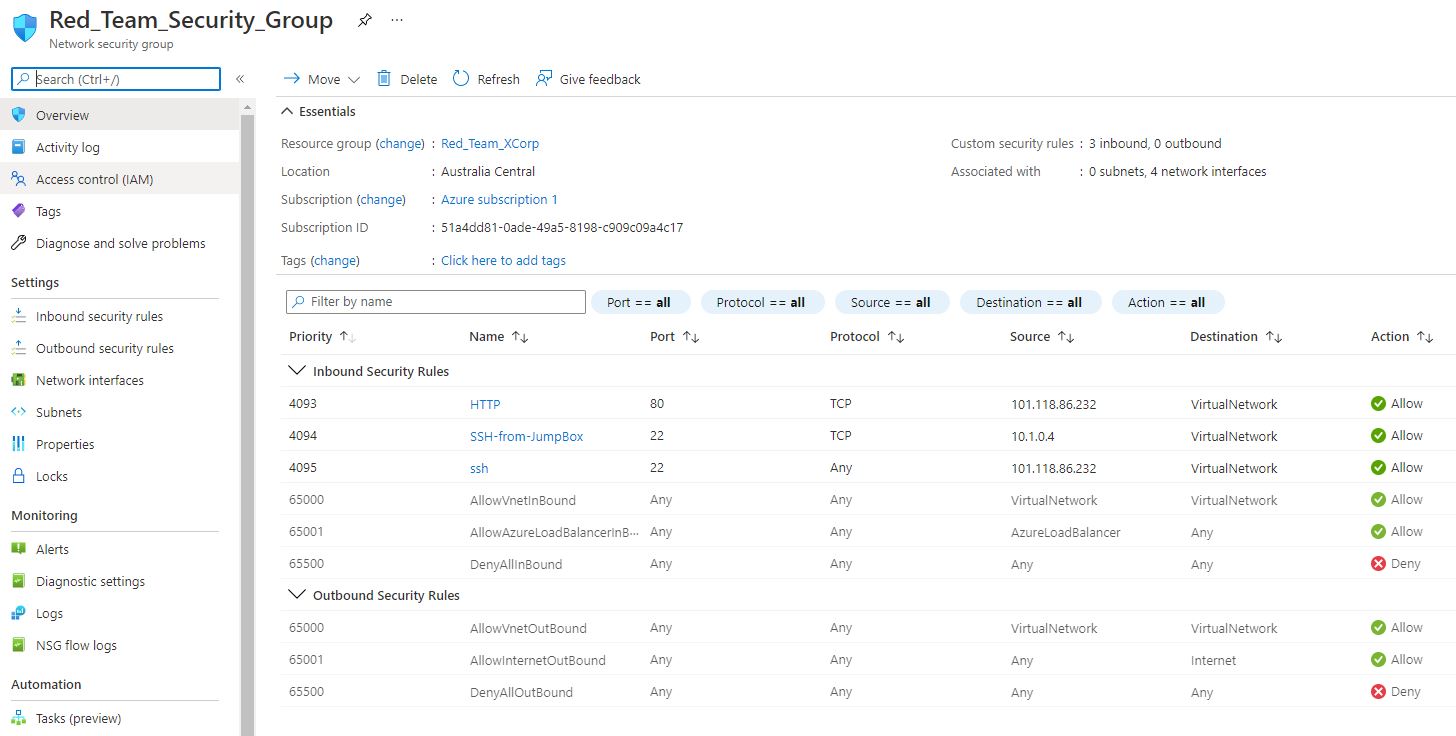 Red_Team_Security_Group ···
Network security group
Search (Ctrl+/) «
Move Delete Refresh Give feedback
Overview
Activity log
Access control (IAM)
Tags
Diagnose and solve problems
Settings
Inbound security rules
Outbound security rules
Network interfaces
Subnets
Properties
Locks
Monitoring
Alerts
Diagnostic settings
Logs
NSG flow logs
Automation
Tasks (preview)
Essentials
Resource group (change) : Red_Team_XCorp
Location : Australia Central
Subscription (change) : Azure subscription 1
Subscription ID : 51a4dd81-0ade-49a5-8198-c909c09a4c17
Tags (change) : Click here to add tags
Custom security rules : 3 inbound, 0 outbound
Associated with : 0 subnets, 4 network interfaces
Filter by name Port == all Protocol == all Source == all Destination == all Action == all
Priority Name Port Protocol Source Destination Action
Inbound Security Rules
4093 HTTP 80 TCP 101.118.86.232 VirtualNetwork Allow
4094 SSH-from-JumpBox 22 TCP 10.1.0.4 VirtualNetwork Allow
4095 ssh 22 Any 101.118.86.232 VirtualNetwork Allow
65000 AllowVnetInBound Any Any VirtualNetwork VirtualNetwork Allow
65001 AllowAzureLoadBalancerInB··· Any Any AzureLoadBalancer Any Allow
65500 DenyAllInBound Any Any Any Any Deny
Outbound Security Rules
65000 AllowVnetOutBound Any Any VirtualNetwork VirtualNetwork Allow
65001 AllowInternetOutBound Any Any Any Internet Allow
65500 DenyAllOutBound Any Any Any Any Deny